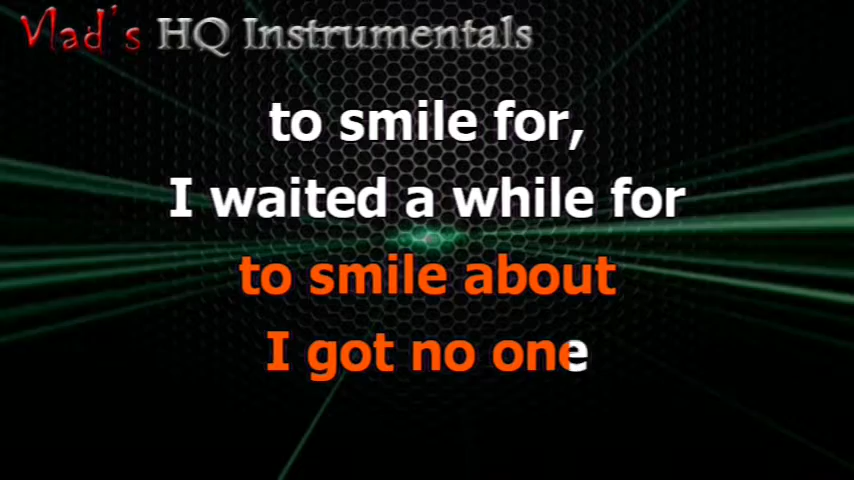 Vlad's HQ Instrumentals
to smile for,
I waited a while for
to smile about
I got no one